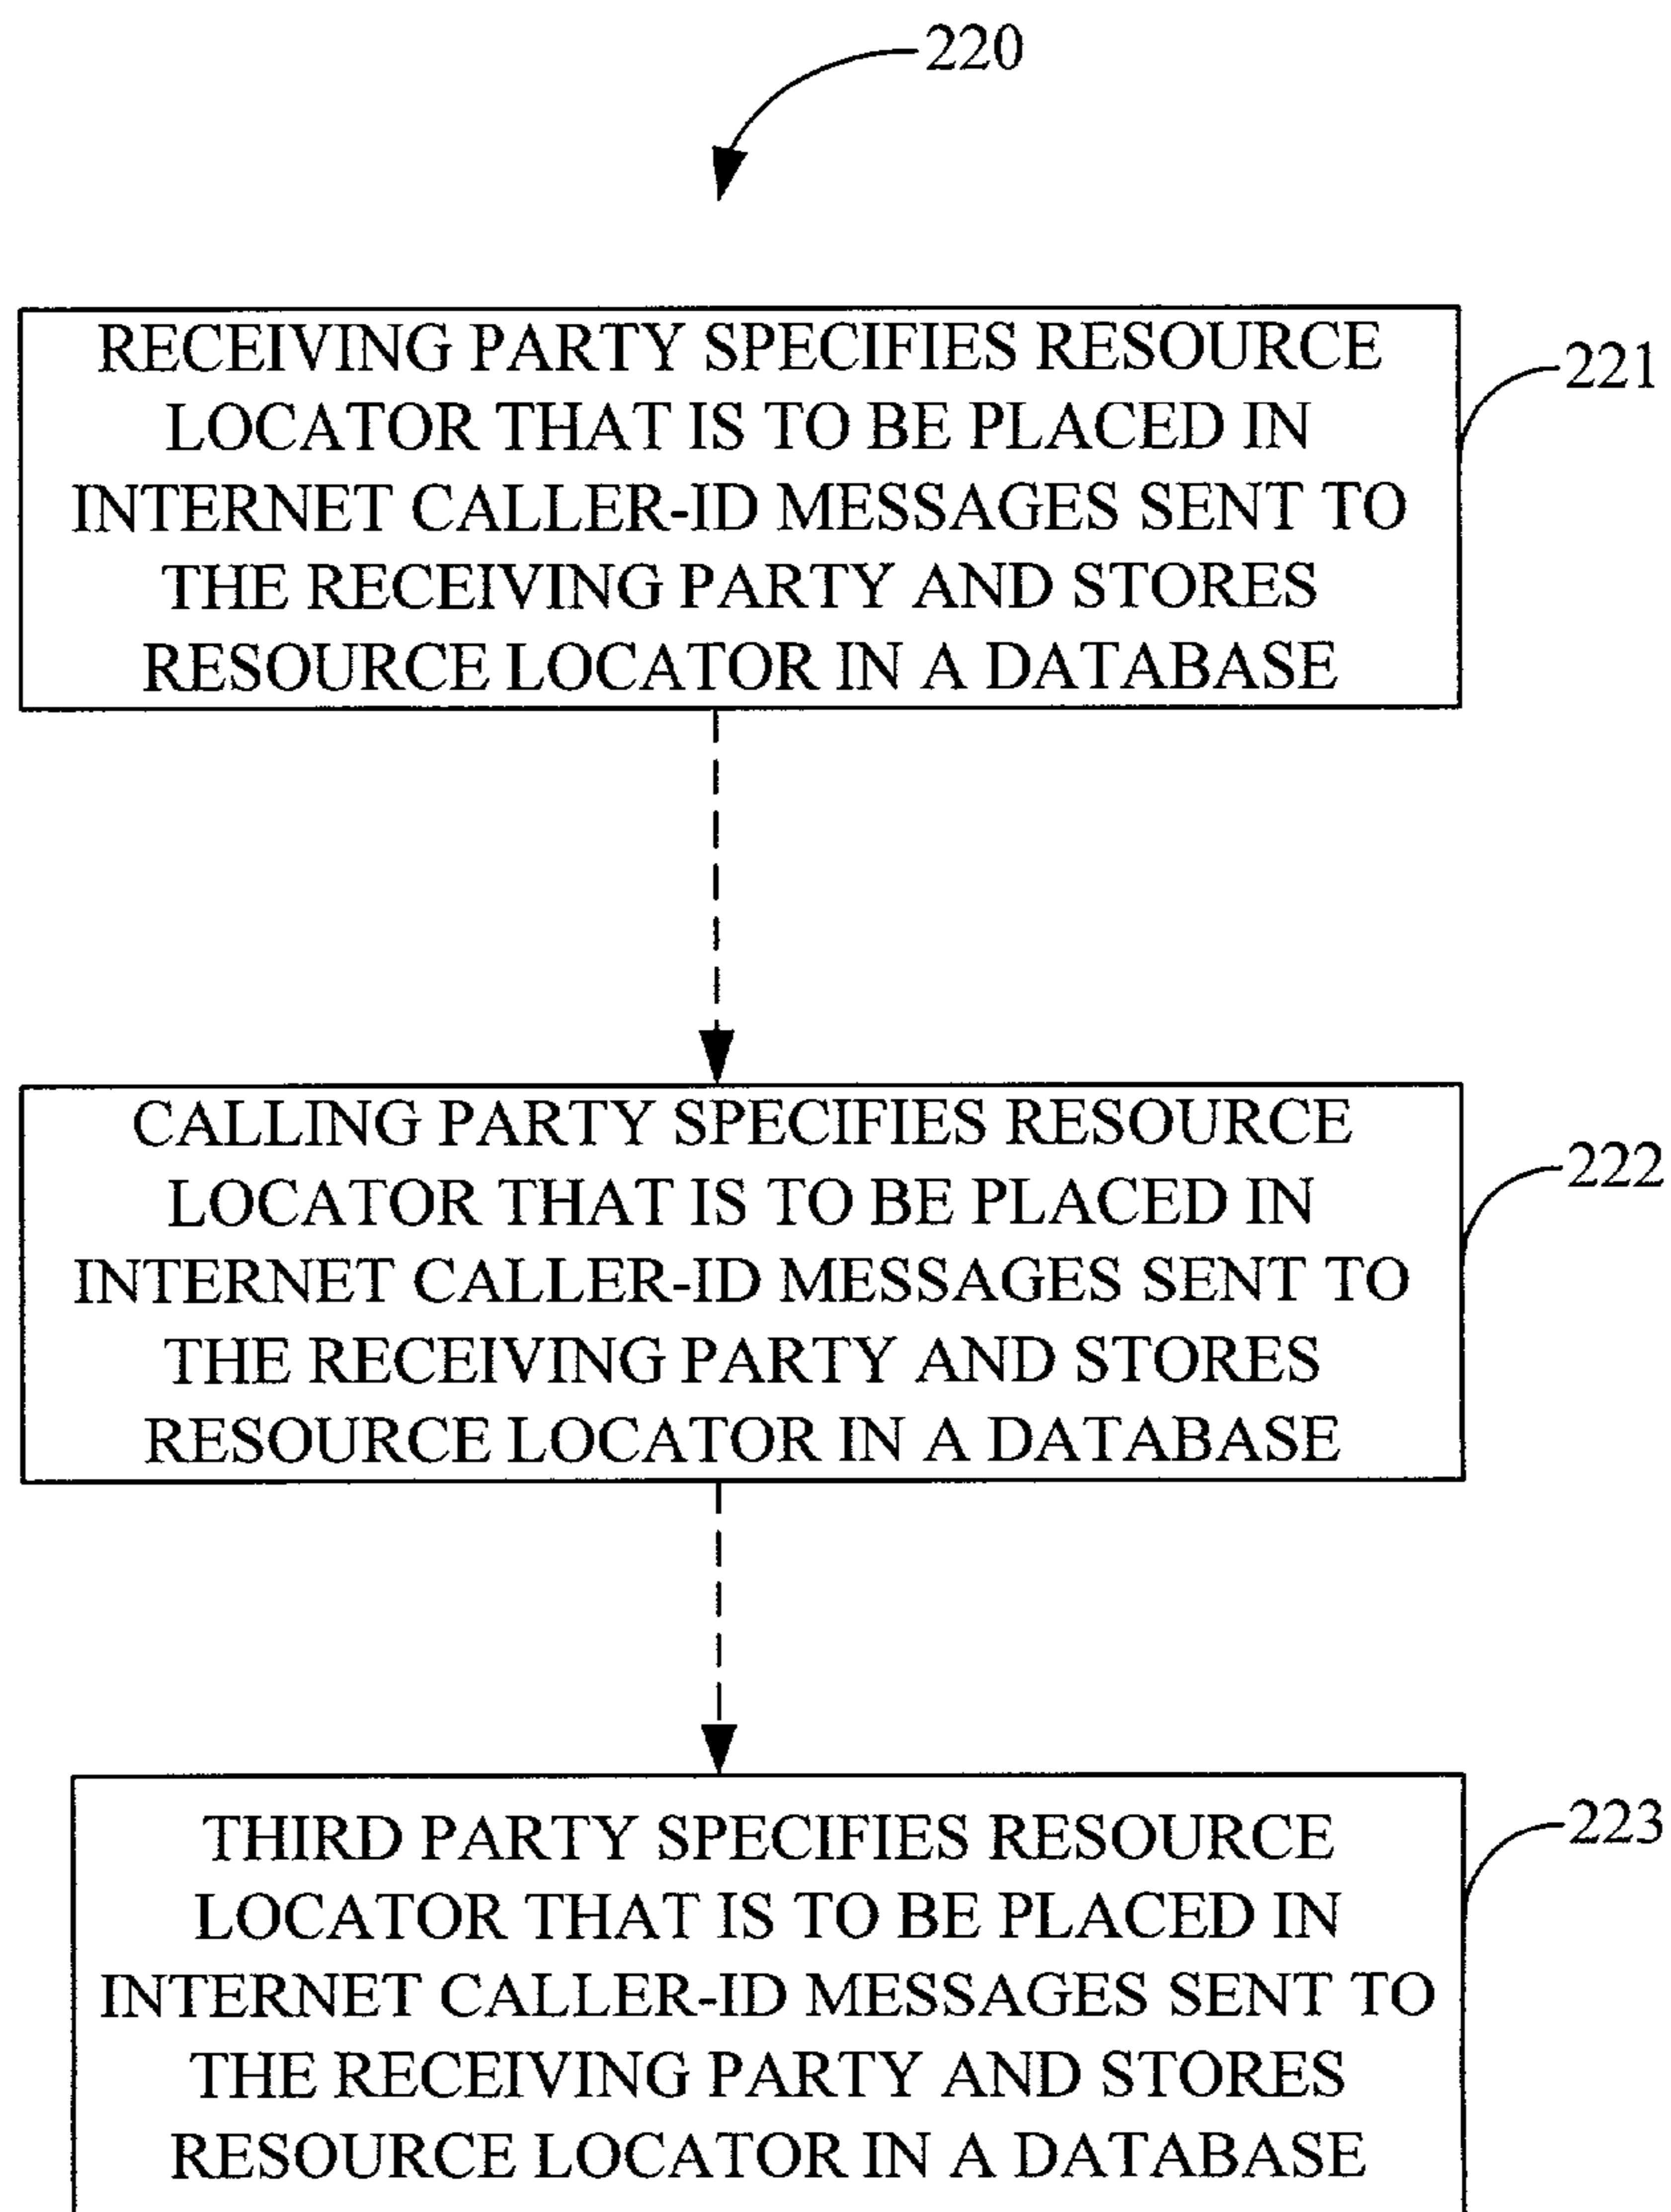 220
RECEIVING PARTY SPECIFIES RESOURCE
LOCATOR THAT IS TO BE PLACED IN
INTERNET CALLER-ID MESSAGES SENT TO
THE RECEIVING PARTY AND STORES
RESOURCE LOCATOR IN A DATABASE
221
CALLING PARTY SPECIFIES RESOURCE
LOCATOR THAT IS TO BE PLACED IN
INTERNET CALLER-ID MESSAGES SENT TO
THE RECEIVING PARTY AND STORES
RESOURCE LOCATOR IN A DATABASE
222
THIRD PARTY SPECIFIES RESOURCE
LOCATOR THAT IS TO BE PLACED IN
INTERNET CALLER-ID MESSAGES SENT TO
THE RECEIVING PARTY AND STORES
RESOURCE LOCATOR IN A DATABASE
223